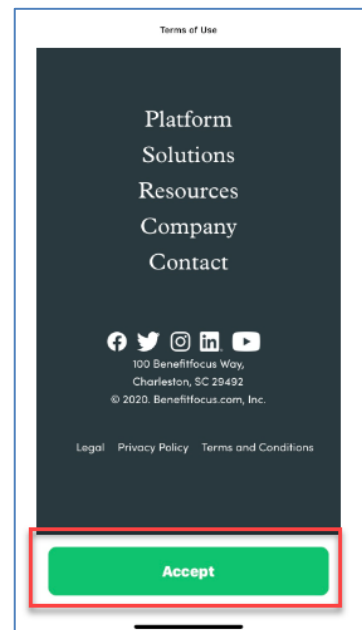 Terms of Use
Platform
Solutions
Resources
Company
Contact
100 Benefitfocus Way,
Charleston, SC 29492
© 2020. Benefitfocus.com, Inc.
Legal Privacy Policy Terms and Conditions
Accept